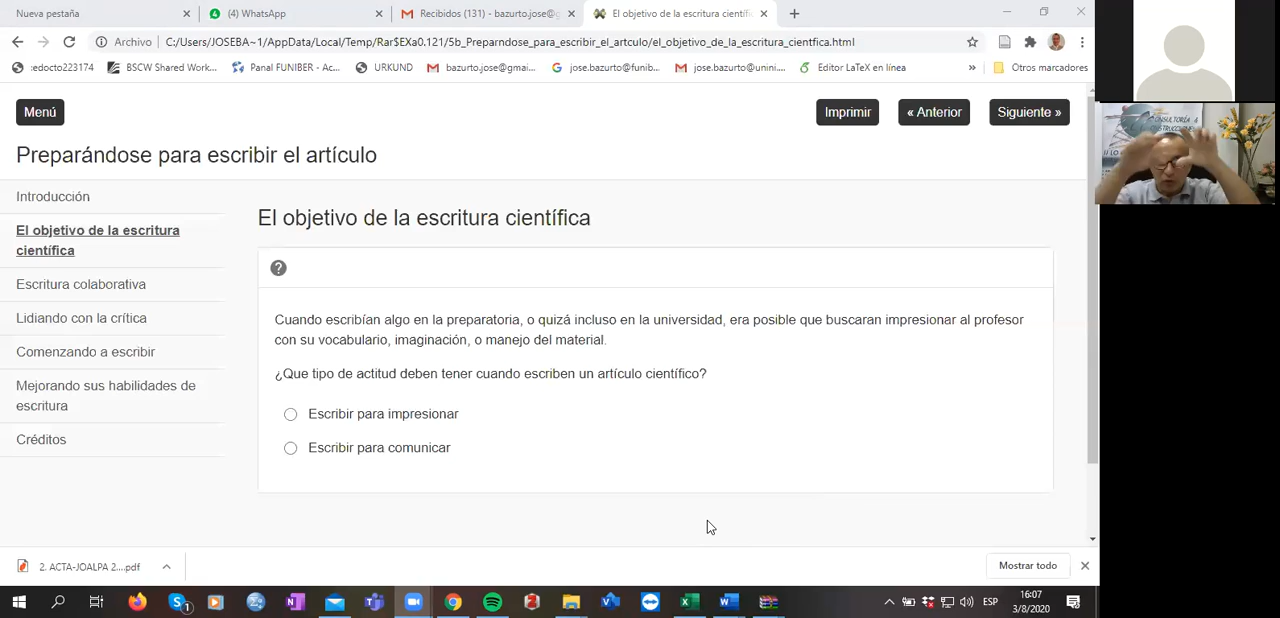 Nueva pestaña
(4) WhatsApp
Recibidos (131) - bazurto.jose@g
El objetivo de la escritura científi
Archivo
C:/Users/JOSEBA~1/AppData/Local/Temp/Rar$EXa0.121/5b_Preparndose_para_escribir_el_artculo/el_objetivo_de_la_escritura_cientfica.html
:edocto223174
BSCW Shared Work...
Panal FUNIBER - Ac...
URKUND
bazurto.jose@gmai...
jose.bazurto@funib...
jose.bazurto@unini....
Editor LaTeX en línea
»
Otros marcadores
Menú
Imprimir
« Anterior
Siguiente »
Preparándose para escribir el artículo
Introducción
El objetivo de la escritura
científica
Escritura colaborativa
Lidiando con la crítica
Comenzando a escribir
Mejorando sus habilidades de
escritura
Créditos
El objetivo de la escritura científica
Cuando escribían algo en la preparatoria, o quizá incluso en la universidad, era posible que buscaran impresionar al profesor
con su vocabulario, imaginación, o manejo del material.
¿Que tipo de actitud deben tener cuando escriben un artículo científico?
Escribir para impresionar
Escribir para comunicar
2. ACTA-JOALPA 2....pdf
Mostrar todo
ESP
16:07
3/8/2020